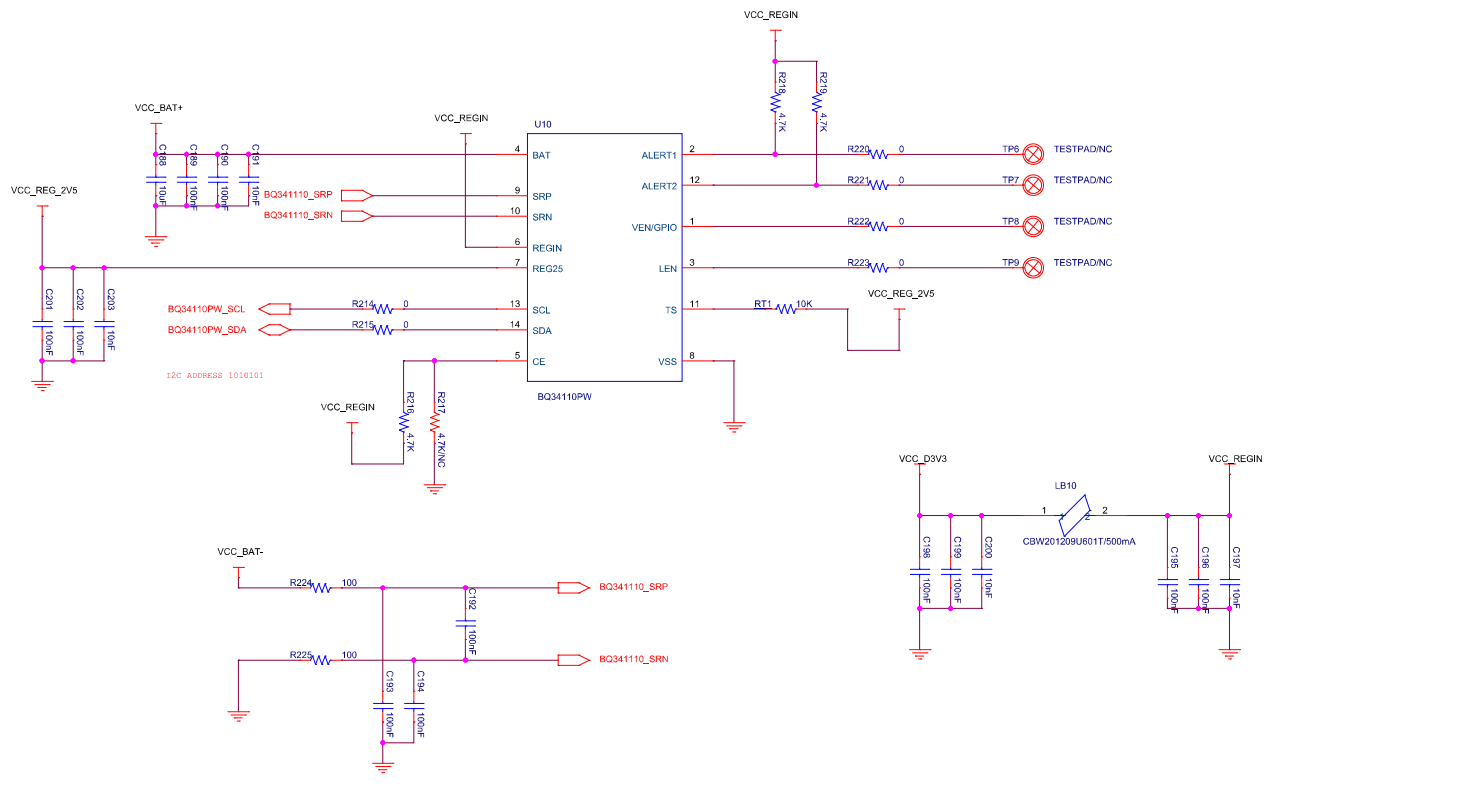 VCC_REGIN
R218
4.7K
R219
4.7K
VCC_BAT+
VCC_REGIN
U10
C188
10uF
C189
100nF
C190
100nF
C191
10nF
4
BAT
ALERT1
2
R220
0
TP6
TESTPAD/NC
VCC_REG_2V5
BQ341110_SRP
9
SRP
ALERT2
12
R221
0
TP7
TESTPAD/NC
BQ341110_SRN
10
SRN
VEN/GPIO
1
R222
0
TP8
TESTPAD/NC
6
REGIN
7
REG25
LEN
3
R223
0
TP9
TESTPAD/NC
C201
100nF
C202
100nF
C203
10nF
BQ34110PW_SCL
R214
0
13
SCL
TS
11
RT1
10K
VCC_REG_2V5
BQ34110PW_SDA
R215
0
14
SDA
5
CE
VSS
8
I2C ADDRESS 1010101
BQ34110PW
VCC_REGIN
R216
4.7K
R217
4.7K/NC
VCC_D3V3
VCC_REGIN
LB10
1
1
2
2
CBW201209U601T/500mA
C198
100nF
C199
100nF
C200
10nF
C195
100nF
C196
100nF
C197
10nF
VCC_BAT-
R224
100
BQ341110_SRP
C192
100nF
R225
100
BQ341110_SRN
C193
100nF
C194
100nF